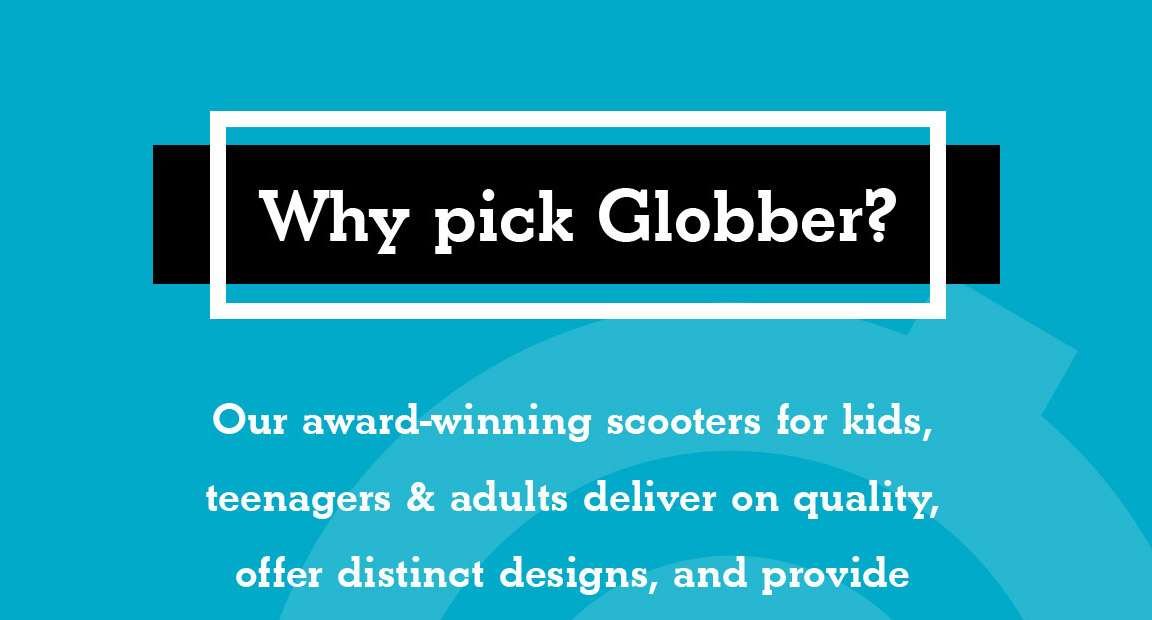 Why pick Globber?
Our award-winning scooters for kids,
teenagers & adults deliver on quality,
offer distinct designs, and provide